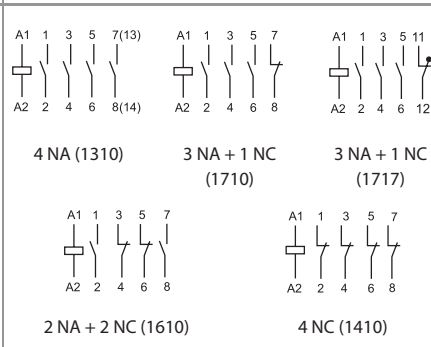 A1 1 3 5 7(13)
A2 2 4 6 8(14)
4 NA (1310)
A1 1 3 5 7
A2 2 4 6 8
3 NA + 1 NC
(1710)
A1 1 3 5 11
A2 2 4 6 12
3 NA + 1 NC
(1717)
A1 1 3 5 7
A2 2 4 6 8
2 NA + 2 NC (1610)
A1 1 3 5 7
A2 2 4 6 8
4 NC (1410)